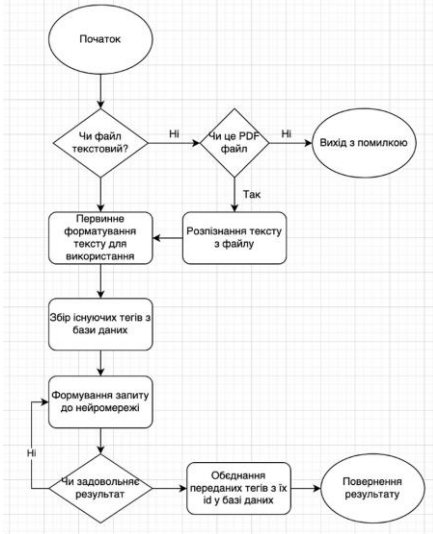 Початок
Чи файл
текстовий?
Ні
Чи це PDF
файл
Ні
Вихід з помилкою
Так
Первинне
форматування
тексту для
використання
Розпізнання тексту
з файлу
Збір існуючих тегів з
бази даних
Формування запиту
до нейромережі
Ні
Чи задовольняє
результат
Обєднання
переданих тегів з їх
id у базі даних
Повернення
результату